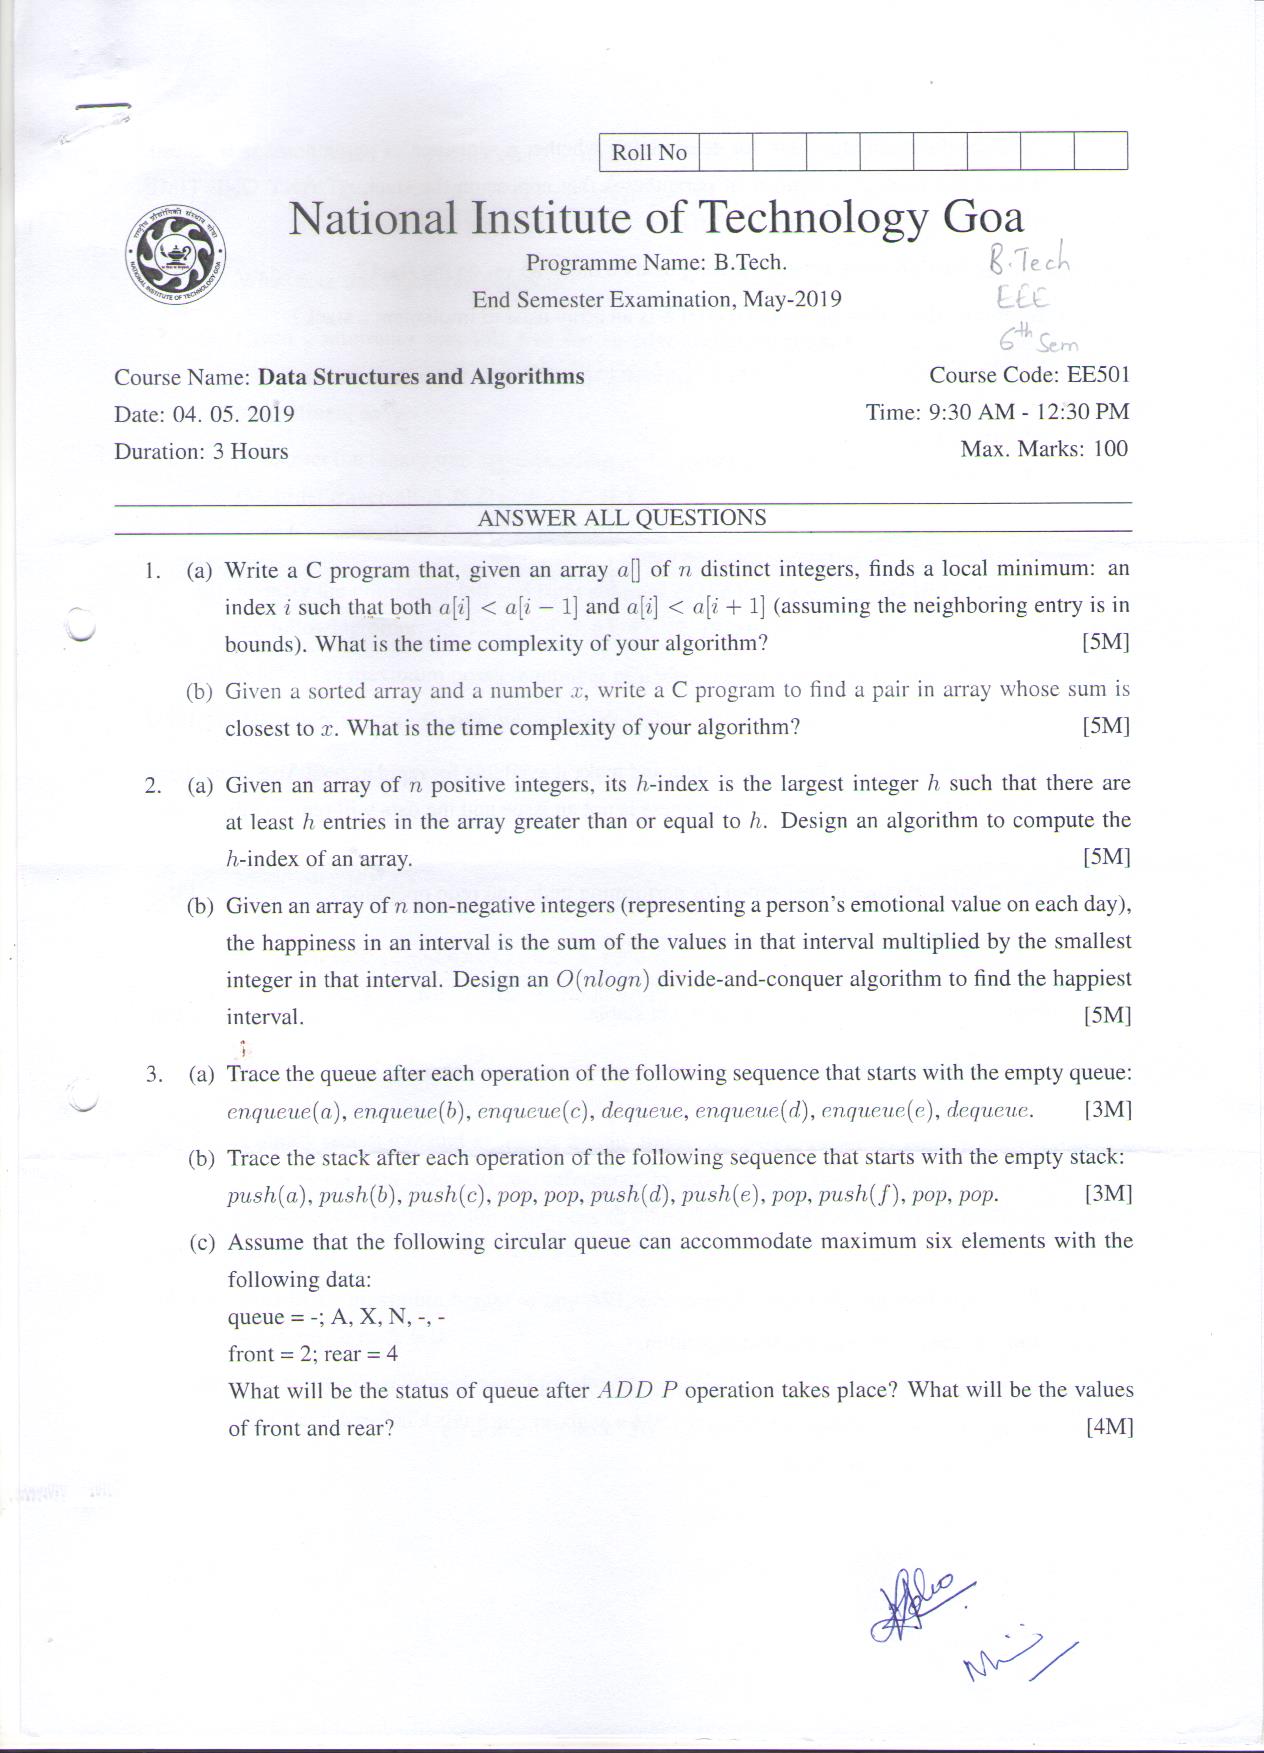 Roll No
National Institute of Technology Goa
Programme Name: B.Tech.
B.Tech
End Semester Examination, May-2019
EEE
6th Sem
Course Name: Data Structures and Algorithms
Course Code: EE501
Date: 04. 05. 2019
Time: 9:30 AM - 12:30 PM
Duration: 3 Hours
Max. Marks: 100
ANSWER ALL QUESTIONS
1. (a) Write a C program that, given an array a[] of n distinct integers, finds a local minimum: an
index i such that both a[i] < a[i − 1] and a[i] < a[i + 1] (assuming the neighboring entry is in
bounds). What is the time complexity of your algorithm? [5M]
(b) Given a sorted array and a number x, write a C program to find a pair in array whose sum is
closest to x. What is the time complexity of your algorithm? [5M]
2. (a) Given an array of n positive integers, its h-index is the largest integer h such that there are
at least h entries in the array greater than or equal to h. Design an algorithm to compute the
h-index of an array. [5M]
(b) Given an array of n non-negative integers (representing a person's emotional value on each day),
the happiness in an interval is the sum of the values in that interval multiplied by the smallest
integer in that interval. Design an O(nlogn) divide-and-conquer algorithm to find the happiest
interval. [5M]
3. (a) Trace the queue after each operation of the following sequence that starts with the empty queue:
enqueue(a), enqueue(b), enqueue(c), dequeue, enqueue(d), enqueue(e), dequeue. [3M]
(b) Trace the stack after each operation of the following sequence that starts with the empty stack:
push(a), push(b), push(c), pop, pop, push(d), push(e), pop, push(f), pop, pop. [3M]
(c) Assume that the following circular queue can accommodate maximum six elements with the
following data:
queue = -; A, X, N, -, -
front = 2; rear = 4
What will be the status of queue after ADD P operation takes place? What will be the values
of front and rear? [4M]